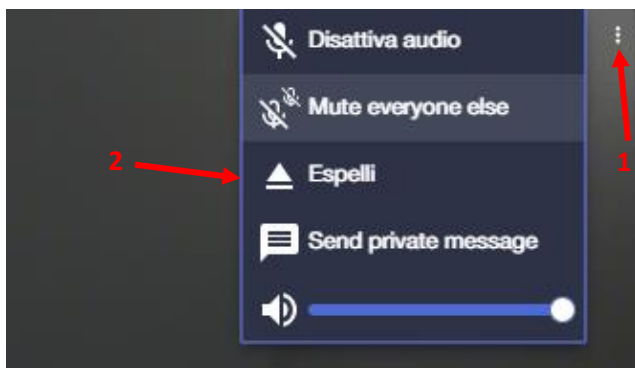 Disattiva audio
Mute everyone else
2
Espelli
1
Send private message